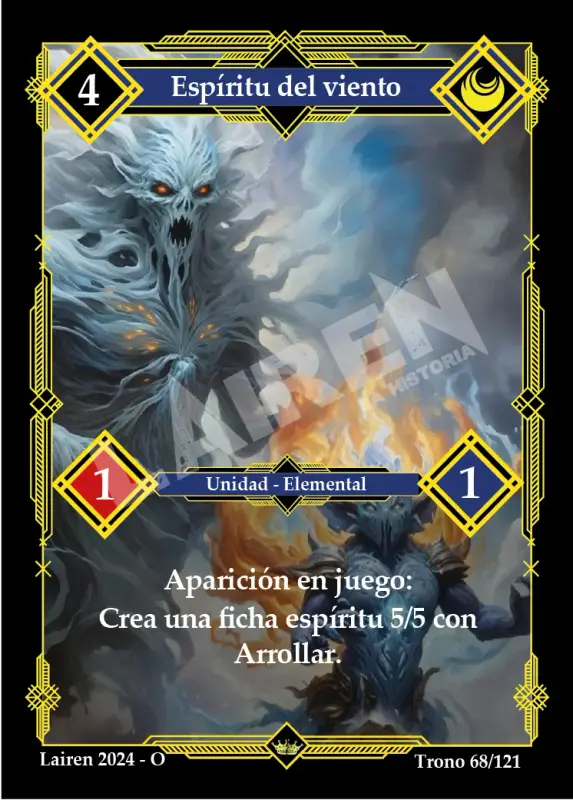 4
Espíritu del viento
LAIREN
HISTORIA
1
Unidad - Elemental
1
Aparición en juego:
Crea una ficha espíritu 5/5 con
Arrollar.
Lairen 2024 - O
Trono 68/121